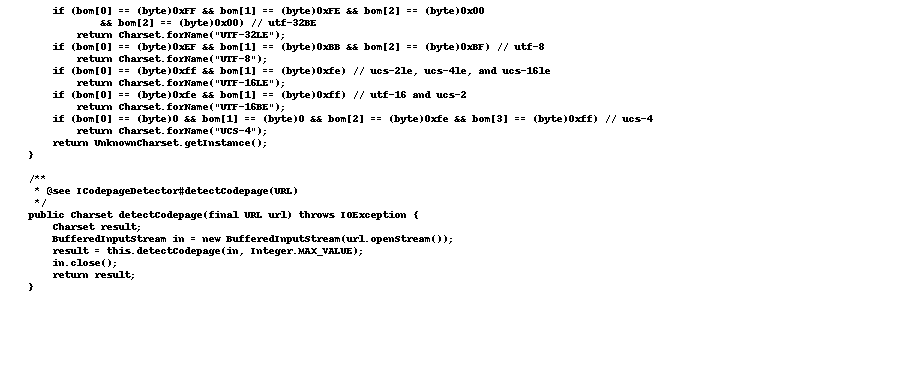 if (bom[0] == (byte)0xFF && bom[1] == (byte)0xFE && bom[2] == (byte)0x00
&& bom[2] == (byte)0x00) // utf-32BE
return Charset.forName("UTF-32LE");
if (bom[0] == (byte)0xEF && bom[1] == (byte)0xBB && bom[2] == (byte)0xBF) // utf-8
return Charset.forName("UTF-8");
if (bom[0] == (byte)0xff && bom[1] == (byte)0xfe) // ucs-2le, ucs-4le, and ucs-16le
return Charset.forName("UTF-16LE");
if (bom[0] == (byte)0xfe && bom[1] == (byte)0xff) // utf-16 and ucs-2
return Charset.forName("UTF-16BE");
if (bom[0] == (byte)0 && bom[1] == (byte)0 && bom[2] == (byte)0xfe && bom[3] == (byte)0xff) // ucs-4
return Charset.forName("UCS-4");
return UnknownCharset.getInstance();
}
/**
* @see ICodepageDetector#detectCodepage(URL)
*/
public Charset detectCodepage(final URL url) throws IOException {
Charset result;
BufferedInputStream in = new BufferedInputStream(url.openStream());
result = this.detectCodepage(in, Integer.MAX_VALUE);
in.close();
return result;
}